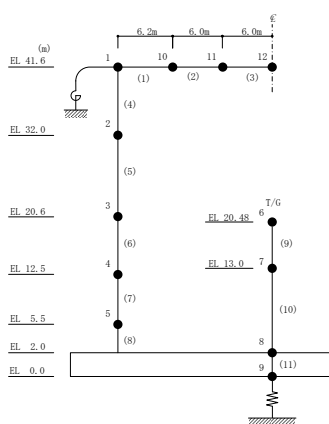 ℄
6.2m 6.0m 6.0m
(m)
1 10 11 12
EL 41.6
(1) (2) (3)
(4)
2
EL 32.0
(5)
3 T/G
EL 20.6 EL 20.48 6
(6) (9)
4 EL 13.0 7
EL 12.5
(7) (10)
5
EL 5.5
(8)
EL 2.0 8
(11)
EL 0.0 9